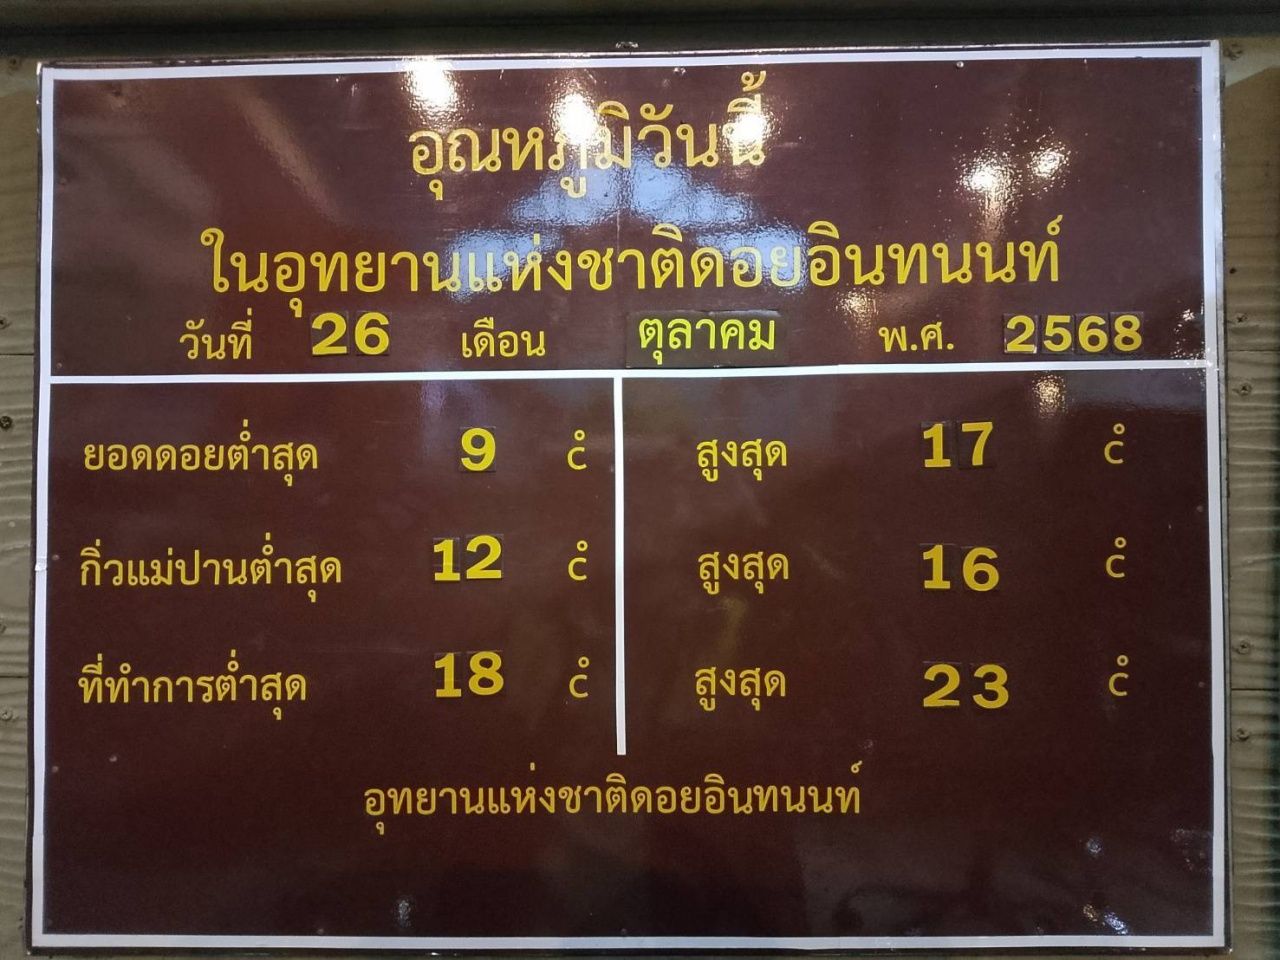 อุณหภูมิวันนี้
ในอุทยานแห่งชาติดอยอินทนนท์
วันที่ 26 เดือน ตุลาคม พ.ศ. 2568
ยอดดอยต่ำสุด 9 C° สูงสุด 17 C°
กิ่วแม่ปานต่ำสุด 12 C° สูงสุด 16 C°
ที่ทำการต่ำสุด 18 C° สูงสุด 23 C°
อุทยานแห่งชาติดอยอินทนนท์